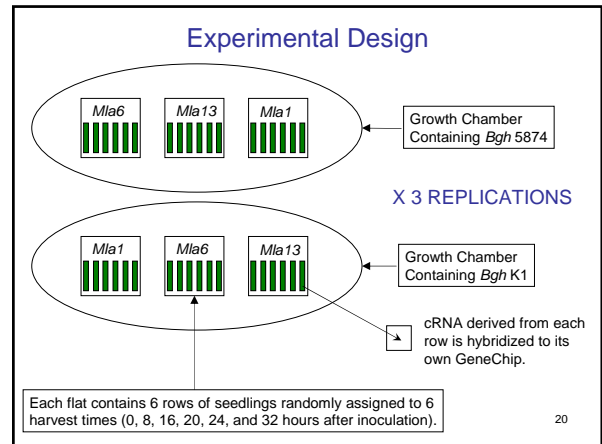 Experimental Design
Mla6 Mla13 Mla1
Growth Chamber
Containing Bgh 5874
X 3 REPLICATIONS
Mla1 Mla6 Mla13
Growth Chamber
Containing Bgh K1
cRNA derived from each
row is hybridized to its
own GeneChip.
Each flat contains 6 rows of seedlings randomly assigned to 6
harvest times (0, 8, 16, 20, 24, and 32 hours after inoculation).
20